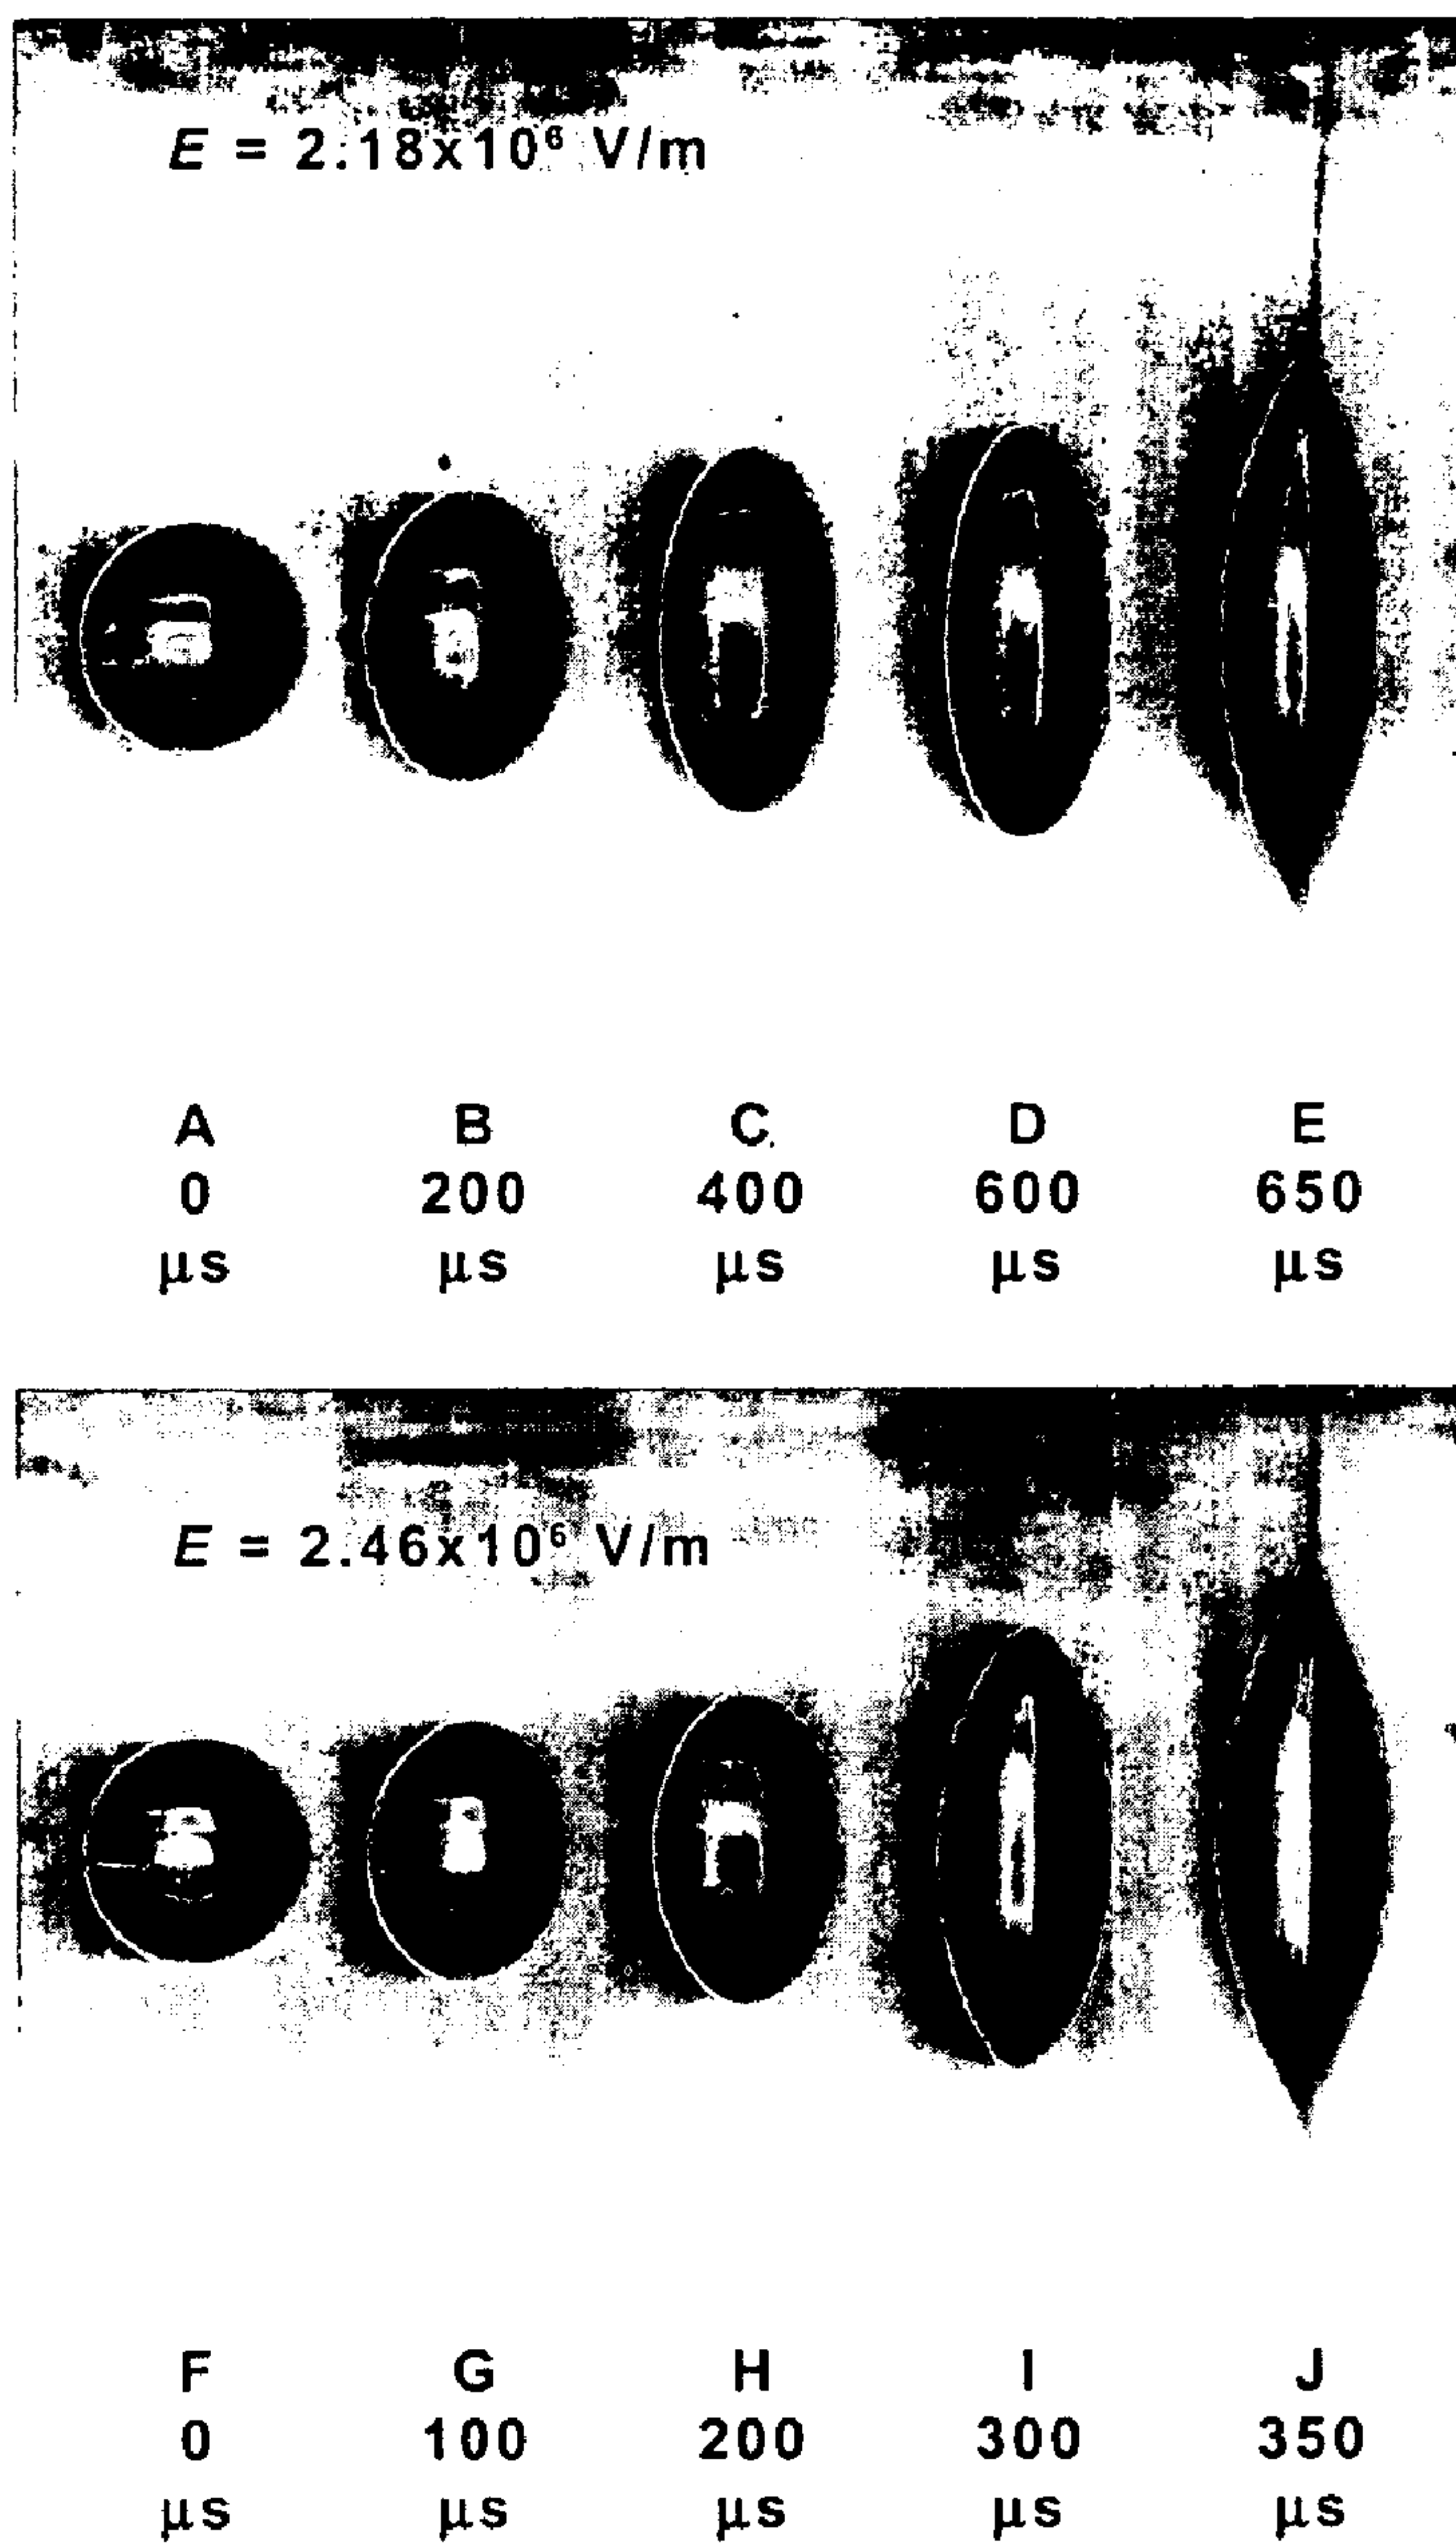 E = 2.18x10⁶ V/m
A B C D E
0 200 400 600 650
μs μs μs μs μs
E = 2.46x10⁶ V/m
F G H I J
0 100 200 300 350
μs μs μs μs μs